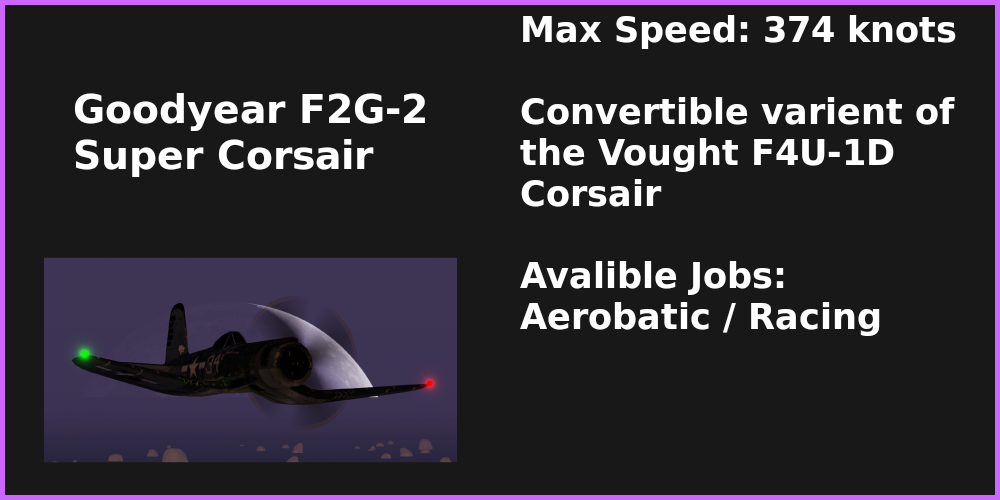 Goodyear F2G-2
Super Corsair
Max Speed: 374 knots
Convertible varient of
the Vought F4U-1D
Corsair
Avalible Jobs:
Aerobatic / Racing